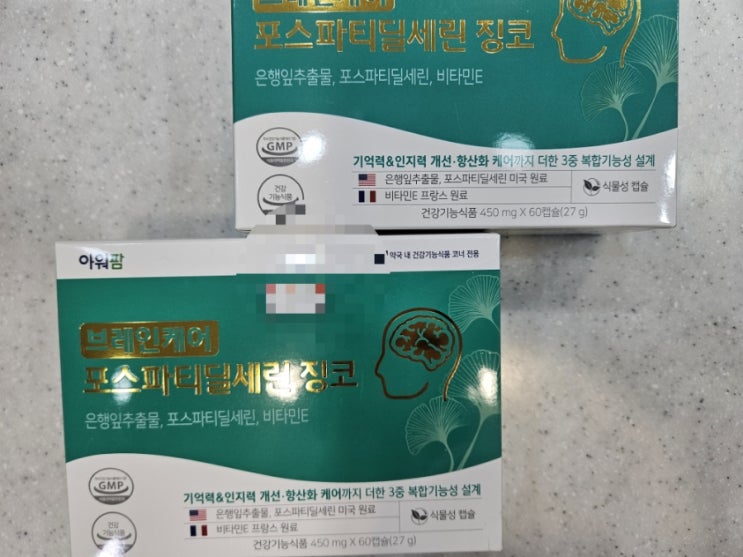 포스파티딜세린 징코
은행잎추출물, 포스파티딜세린, 비타민E
GMP
건강
기능식품
기억력&인지력 개선·항산화 케어까지 더한 3중 복합기능성 설계
은행잎추출물, 포스파티딜세린 미국 원료
비타민E 프랑스 원료
식물성 캡슐
건강기능식품 450 mg X 60캡슐(27 g)
아워팜
약국 내 건강기능식품 코너 전용
브레인케어
포스파티딜세린 징코
은행잎추출물, 포스파티딜세린, 비타민E
GMP
건강
기능식품
기억력&인지력 개선·항산화 케어까지 더한 3중 복합기능성 설계
은행잎추출물, 포스파티딜세린 미국 원료
비타민E 프랑스 원료
식물성 캡슐
건강기능식품 450 mg X 60캡슐(27 g)